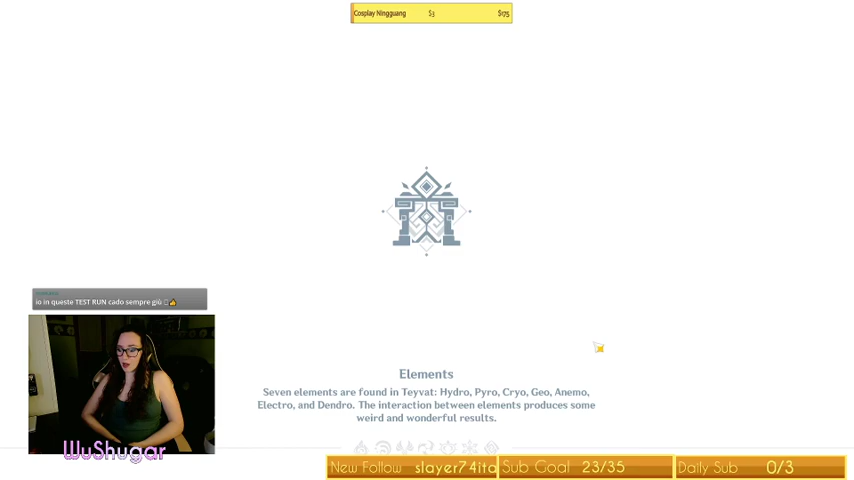 Cosplay Ningguang $3 $175
io in queste TEST RUN cado sempre giù
WuShugar
Elements
Seven elements are found in Teyvat: Hydro, Pyro, Cryo, Geo, Anemo,
Electro, and Dendro. The interaction between elements produces some
weird and wonderful results.
New Follow slayer74ita Sub Goal 23/35 Daily Sub 0/3